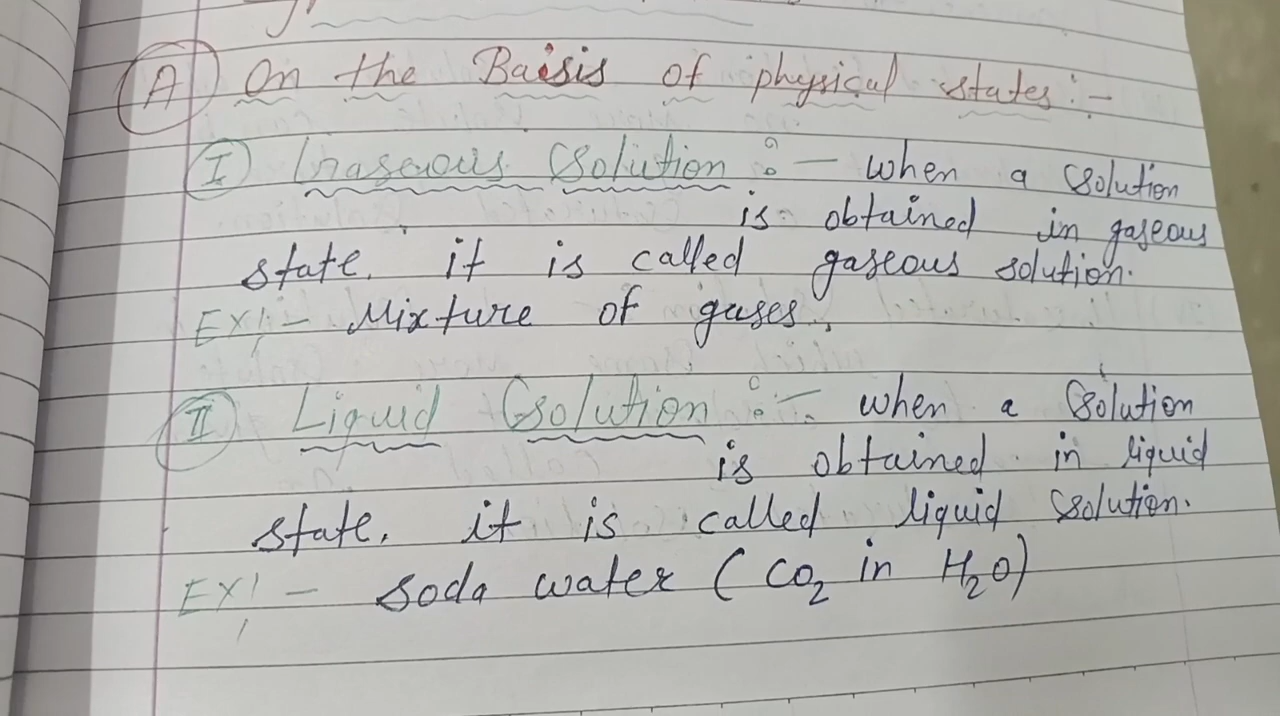 (A) On the Baisis of physical states:-
(I) Gaseous Solution :- when a solution
is obtained in gaseous
state. it is called gaseous solution.
EX:- Mixture of gases.
(II) Liquid Solution :- when a solution
is obtained in liquid
state. it is called liquid solution.
EX:- soda water (CO₂ in H₂O)